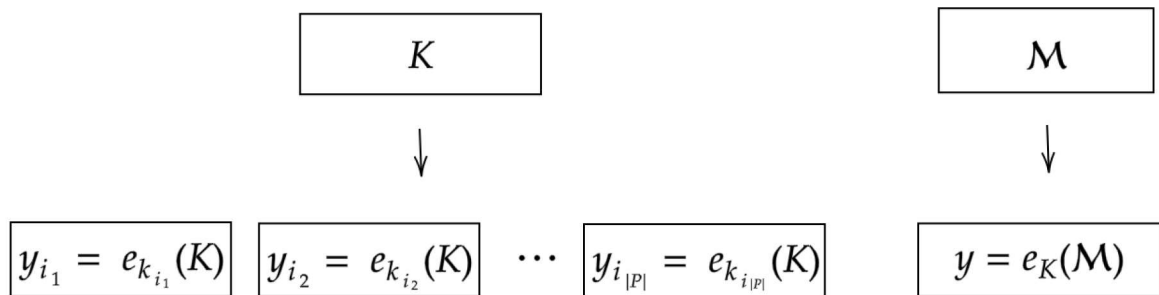 K M
y_{i_1} = e_{k_{i_1}}(K) y_{i_2} = e_{k_{i_2}}(K) ⋯ y_{i_{|P|}} = e_{k_{i_{|P|}}}(K) y = e_K(M)